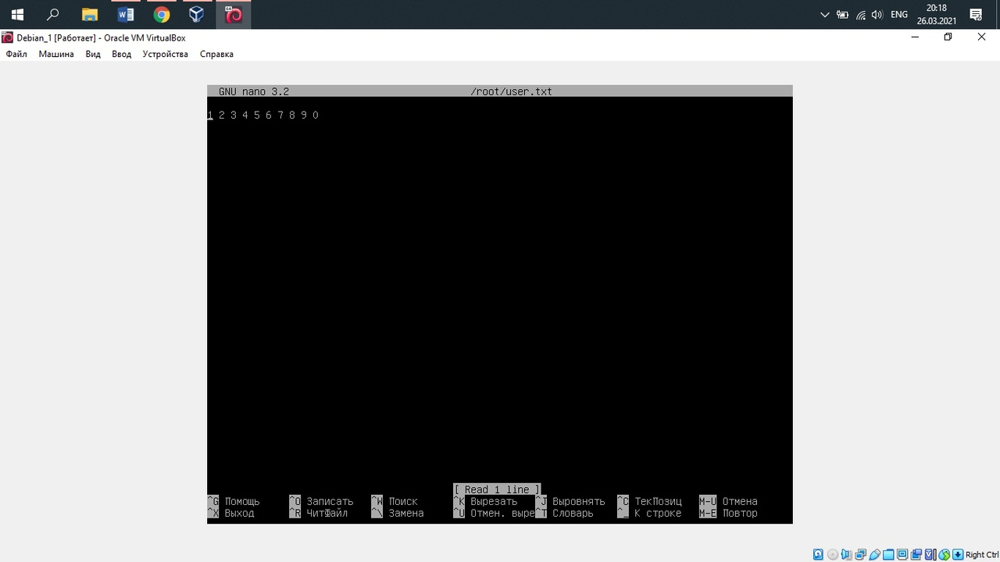 20:18
ENG
26.03.2021
Debian_1 [Работает] - Oracle VM VirtualBox
Файл Машина Вид Ввод Устройства Справка
GNU nano 3.2 /root/user.txt
1 2 3 4 5 6 7 8 9 0
[ Read 1 line ]
^G Помощь ^O Записать ^W Поиск ^K Вырезать ^J Выровнять ^C ТекПозиц M-U Отмена
^X Выход ^R ЧитФайл ^\ Замена ^U Отмен. выре ^T Словарь ^_ К строке M-E Повтор
Right Ctrl